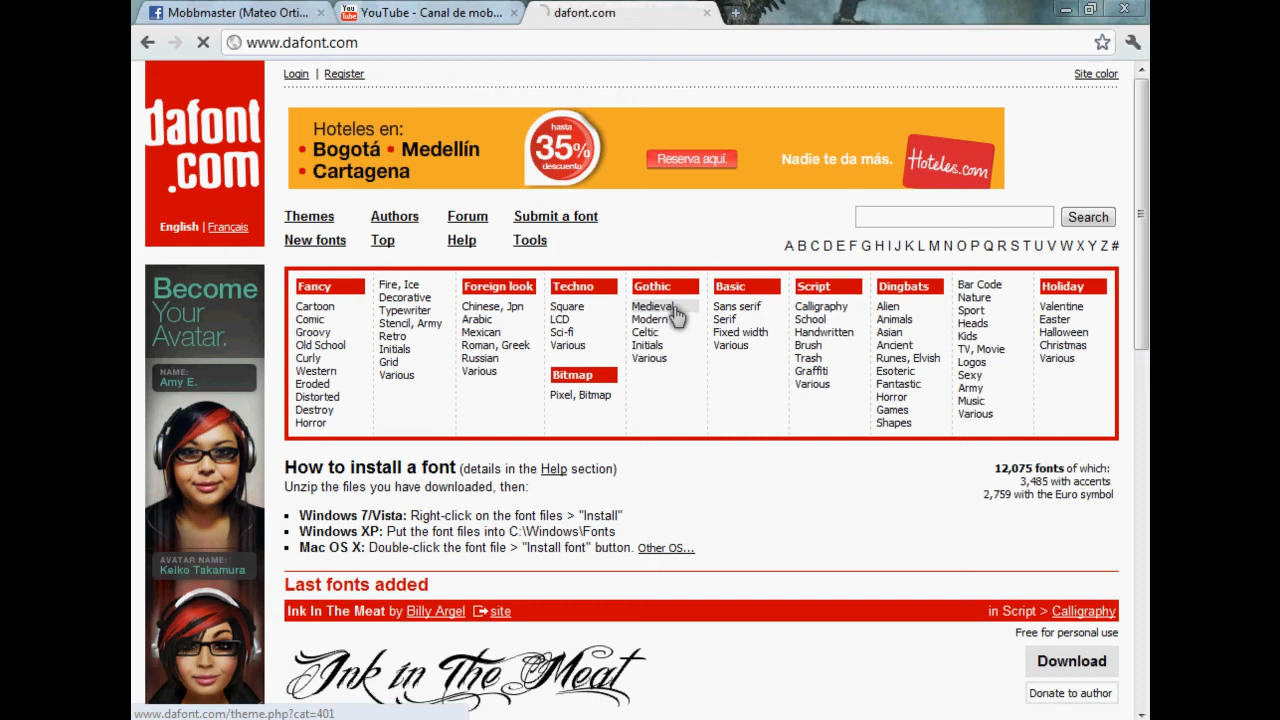 Mobbmaster (Mateo Orti...
YouTube - Canal de mob...
dafont.com
www.dafont.com
dafont
.com
English | Français
Login | Register
Site color
Hoteles en:
• Bogotá • Medellín
• Cartagena
hasta
35%
descuento
Reserva aquí.
Nadie te da más.
Hoteles.com
Themes Authors Forum Submit a font
New fonts Top Help Tools
Search
A B C D E F G H I J K L M N O P Q R S T U V W X Y Z #
Become
Your
Avatar.
NAME:
Amy E.
AVATAR NAME:
Keiko Takamura
Fancy
Cartoon
Comic
Groovy
Old School
Curly
Western
Eroded
Distorted
Destroy
Horror
Fire, Ice
Decorative
Typewriter
Stencil, Army
Retro
Initials
Grid
Various
Foreign look
Chinese, Jpn
Arabic
Mexican
Roman, Greek
Russian
Various
Techno
Square
LCD
Sci-fi
Various
Bitmap
Pixel, Bitmap
Gothic
Medieval
Modern
Celtic
Initials
Various
Basic
Sans serif
Serif
Fixed width
Various
Script
Calligraphy
School
Handwritten
Brush
Trash
Graffiti
Various
Dingbats
Alien
Animals
Asian
Ancient
Runes, Elvish
Esoteric
Fantastic
Horror
Games
Shapes
Bar Code
Nature
Sport
Heads
Kids
TV, Movie
Logos
Sexy
Army
Music
Various
Holiday
Valentine
Easter
Halloween
Christmas
Various
How to install a font (details in the Help section)
Unzip the files you have downloaded, then:
Windows 7/Vista: Right-click on the font files > "Install"
Windows XP: Put the font files into C:\Windows\Fonts
Mac OS X: Double-click the font file > "Install font" button. Other OS...
12,075 fonts of which:
3,485 with accents
2,759 with the Euro symbol
Last fonts added
Ink In The Meat by Billy Argel site
in Script > Calligraphy
Free for personal use
Ink in The Meat
Download
Donate to author
www.dafont.com/theme.php?cat=401